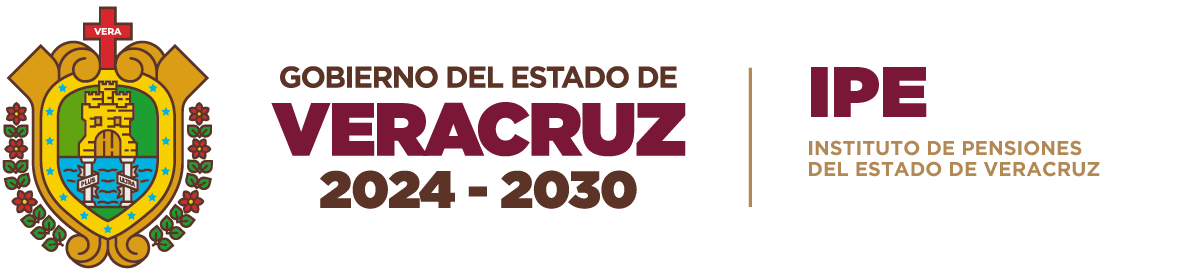 VERA
PLUS ULTRA
GOBIERNO DEL ESTADO DE
VERACRUZ
2024 - 2030
IPE
INSTITUTO DE PENSIONES
DEL ESTADO DE VERACRUZ